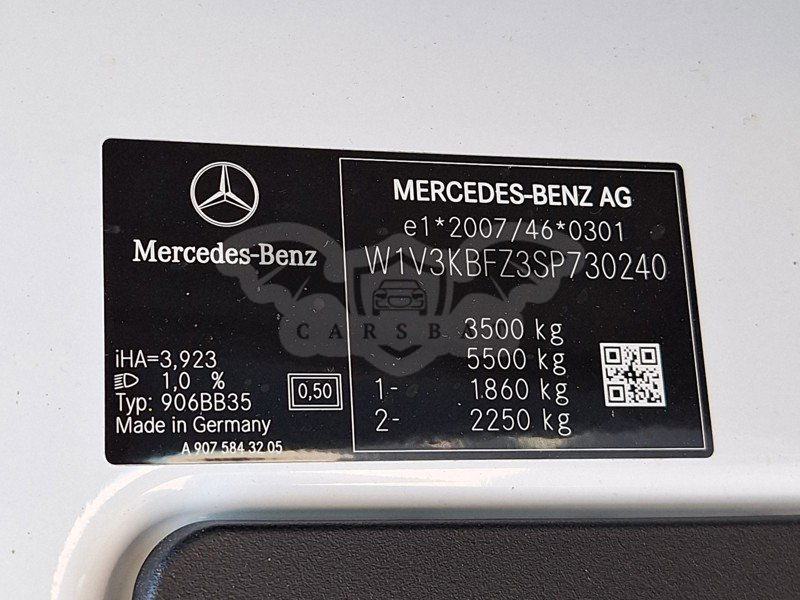 Mercedes-Benz
iHA=3,923
1,0 %
Typ: 906BB35
0,50
Made in Germany
A 907 584 32 05
MERCEDES-BENZ AG
e1*2007/46*0301
W1V3KBFZ3SP730240
3500 kg
5500 kg
1- 1860 kg
2- 2250 kg